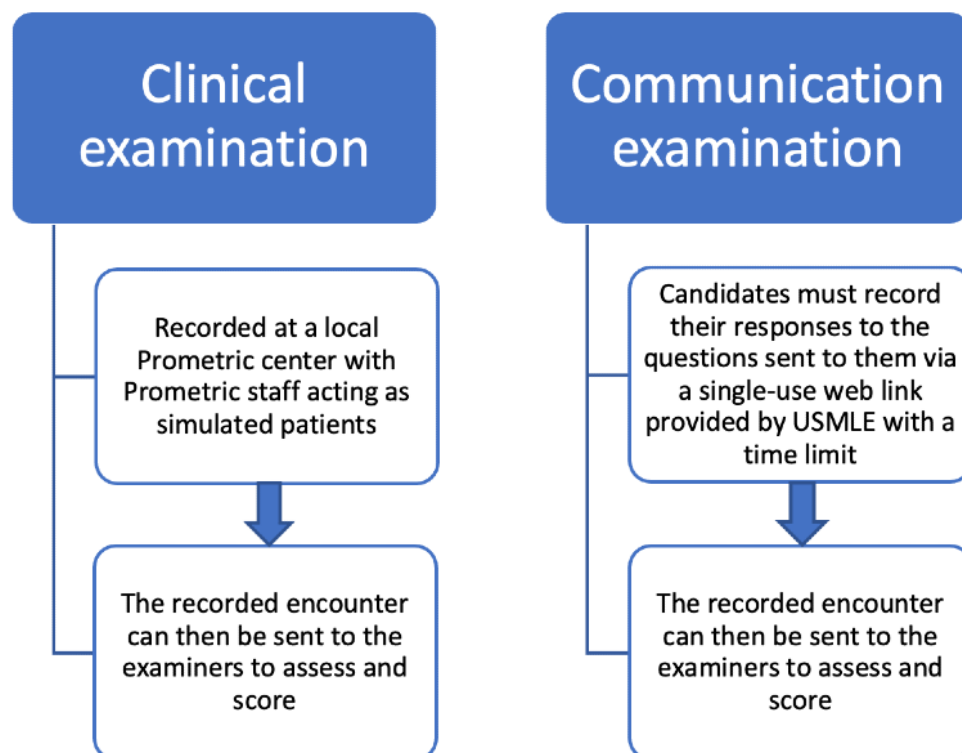 Clinical
examination
Recorded at a local
Prometric center with
Prometric staff acting as
simulated patients
The recorded encounter
can then be sent to the
examiners to assess and
score
Communication
examination
Candidates must record
their responses to the
questions sent to them via
a single-use web link
provided by USMLE with a
time limit
The recorded encounter
can then be sent to the
examiners to assess and
score